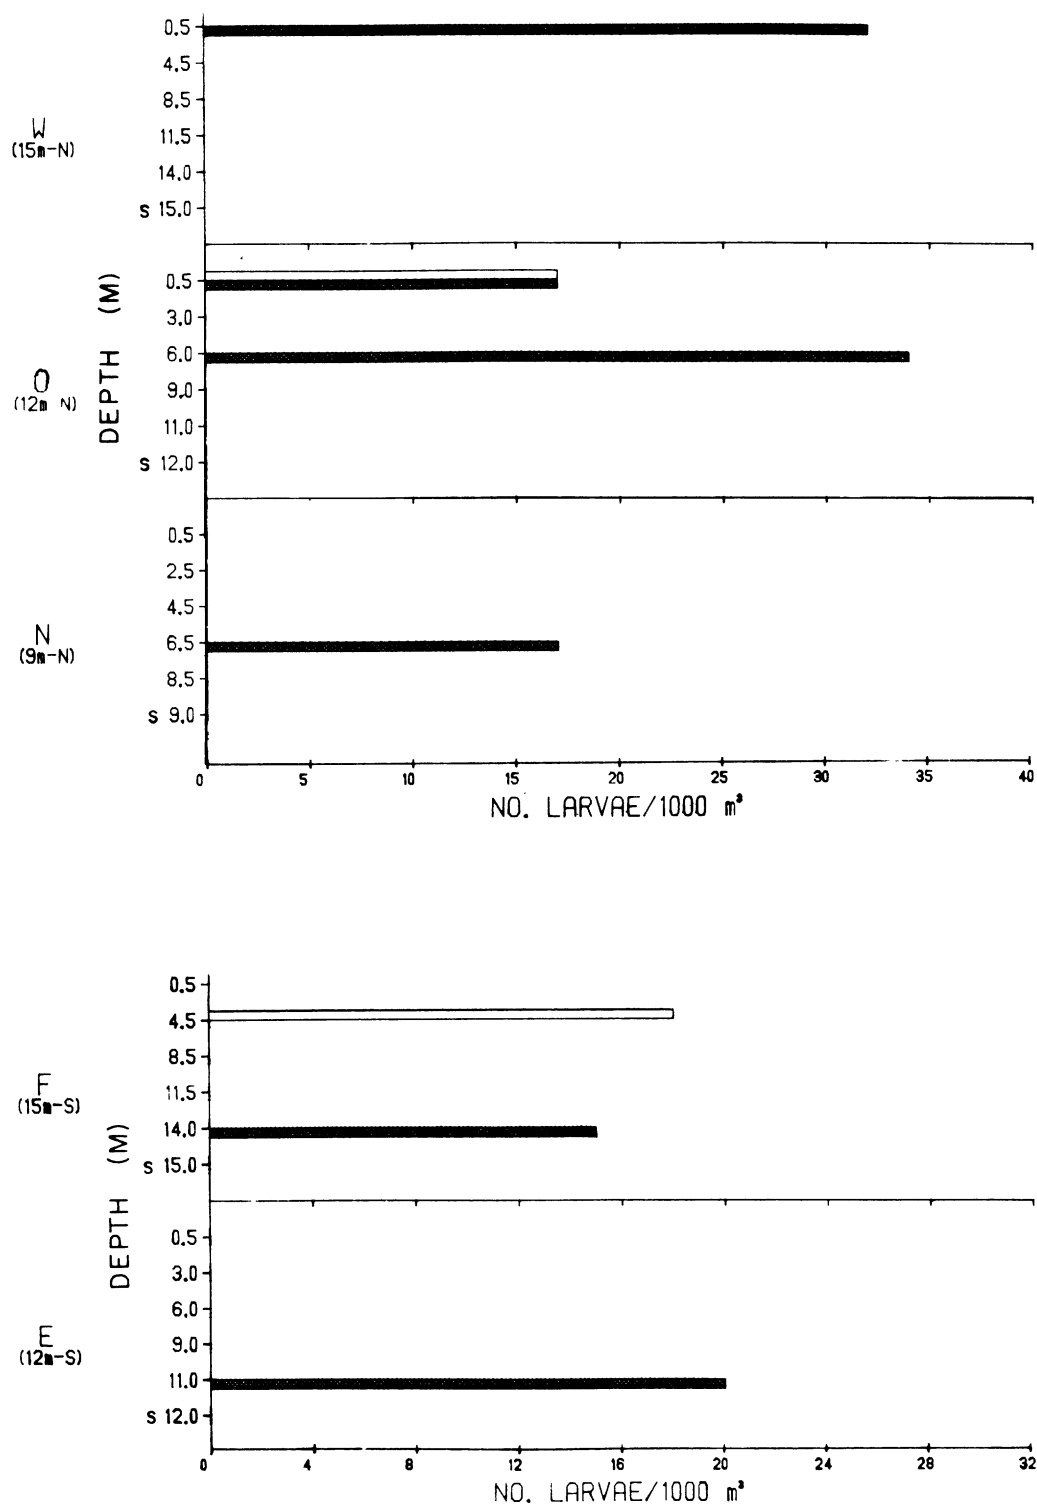 0.5
4.5
8.5
W
11.5
(15m-N)
14.0
S 15.0
DEPTH (M)
0.5
3.0
6.0
O
9.0
(12m N)
11.0
S 12.0
0.5
2.5
4.5
N
6.5
(9m-N)
8.5
S 9.0
0 5 10 15 20 25 30 35 40
NO. LARVAE/1000 m³
0.5
4.5
8.5
F
11.5
(15m-S)
14.0
S 15.0
DEPTH (M)
0.5
3.0
6.0
E
9.0
(12m-S)
11.0
S 12.0
0 4 8 12 16 20 24 28 32
NO. LARVAE/1000 m³